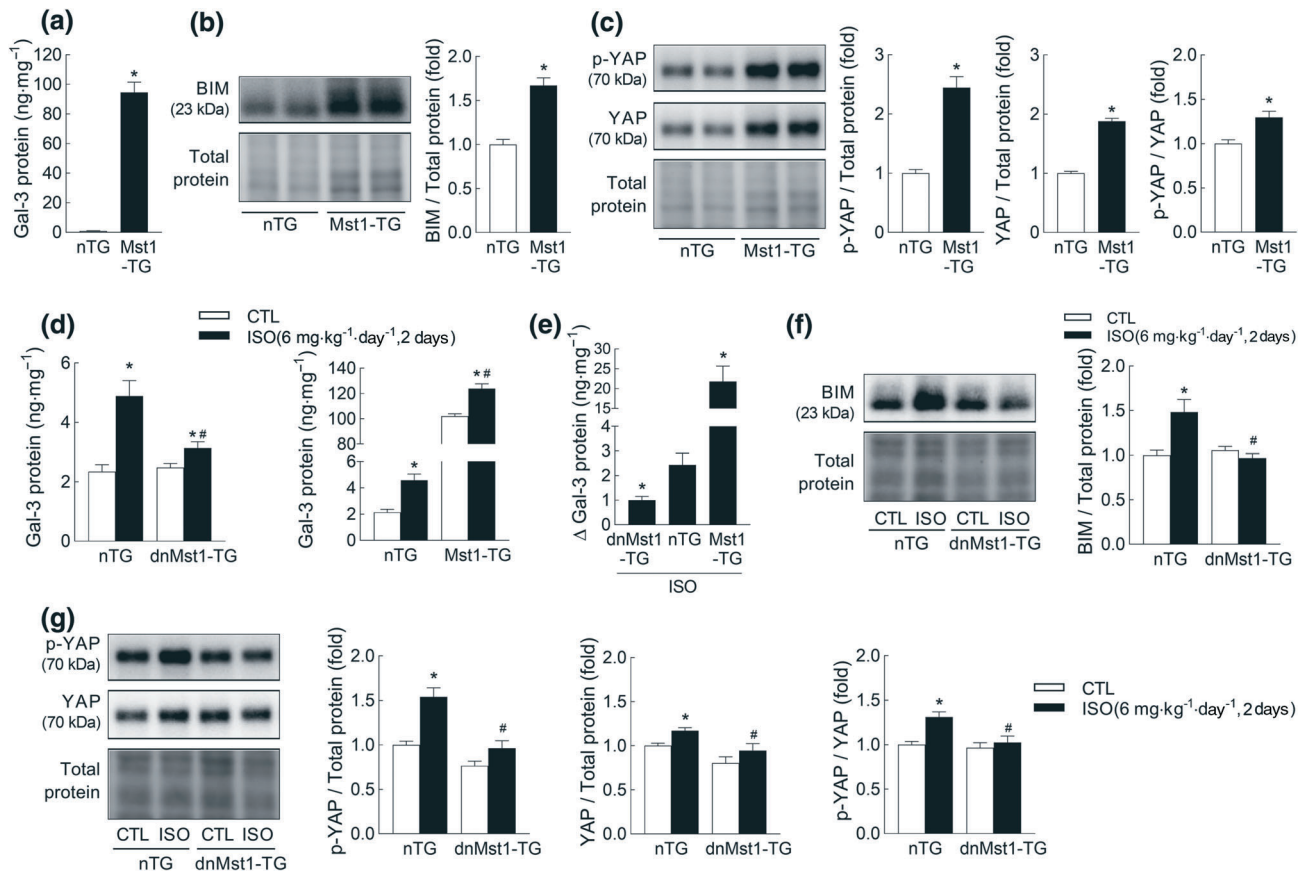 (a)
Gal-3 protein (ng·mg⁻¹)
120
100
80
60
40
20
0
*
nTG
Mst1
-TG
(b)
BIM
(23 kDa)
Total
protein
nTG
Mst1-TG
BIM / Total protein (fold)
2.0
1.5
1.0
0.5
0.0
*
nTG
Mst1
-TG
(c)
p-YAP
(70 kDa)
YAP
(70 kDa)
Total
protein
nTG
Mst1-TG
p-YAP / Total protein (fold)
3
2
1
0
*
nTG
Mst1
-TG
YAP / Total protein (fold)
3
2
1
0
*
nTG
Mst1
-TG
p-YAP / YAP (fold)
2.0
1.5
1.0
0.5
0.0
*
nTG
Mst1
-TG
(d)
CTL
ISO(6 mg·kg⁻¹·day⁻¹,2 days)
Gal-3 protein (ng·mg⁻¹)
6
4
2
0
*
*#
nTG
dnMst1-TG
Gal-3 protein (ng·mg⁻¹)
140
120
100
80
60
6
4
2
0
*
*#
nTG
Mst1-TG
(e)
Δ Gal-3 protein (ng·mg⁻¹)
30
25
20
15
4
3
2
1
0
*
*
dnMst1
-TG
nTG
Mst1
-TG
ISO
(f)
BIM
(23 kDa)
Total
protein
CTL ISO CTL ISO
nTG
dnMst1-TG
CTL
ISO(6 mg·kg⁻¹·day⁻¹,2days)
BIM / Total protein (fold)
2.0
1.5
1.0
0.5
0.0
*
#
nTG
dnMst1-TG
(g)
p-YAP
(70 kDa)
YAP
(70 kDa)
Total
protein
CTL ISO CTL ISO
nTG
dnMst1-TG
p-YAP / Total protein (fold)
2.0
1.5
1.0
0.5
0.0
*
#
nTG
dnMst1-TG
YAP / Total protein (fold)
2.0
1.5
1.0
0.5
0.0
*
#
nTG
dnMst1-TG
p-YAP / YAP (fold)
2.0
1.5
1.0
0.5
0.0
*
#
nTG
dnMst1-TG
CTL
ISO(6 mg·kg⁻¹·day⁻¹,2days)